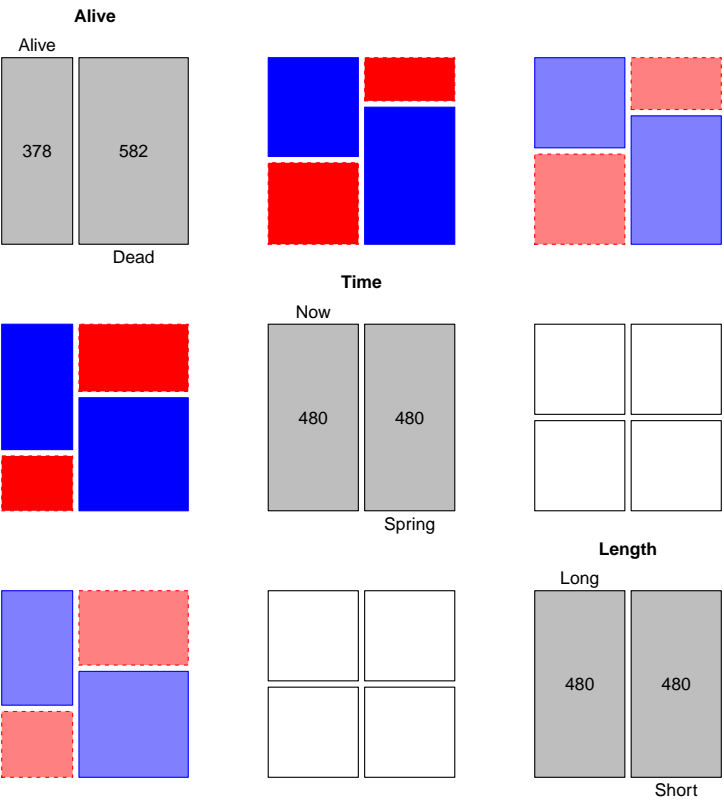 Alive
Alive
378 582
Dead
Time
Now
480 480
Spring
Length
Long
480 480
Short